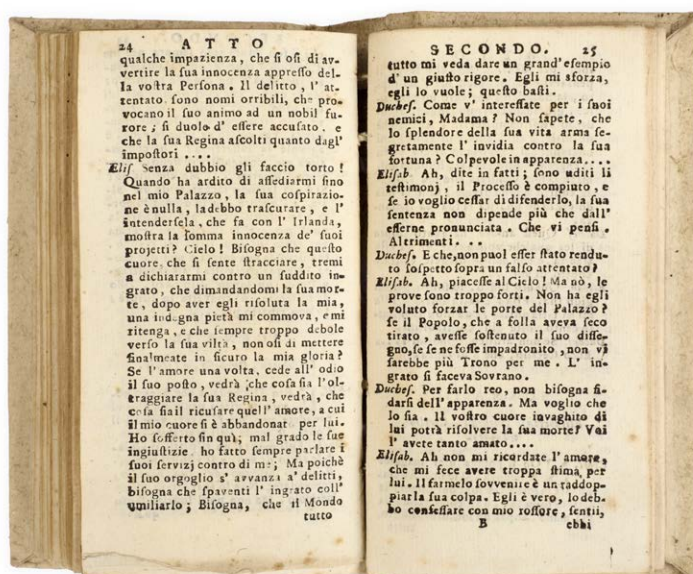 24 ATTO
qualche impazienza, che ſi oſi di av-
vertire la ſua innocenza appreſſo del-
la voſtra Perſona. Il delitto, l' at-
tentato ſono nomi orribili, che pro-
vocano il ſuo animo ad un nobil fu-
rore; ſi duolo d' eſſere accuſato, e
che la ſua Regina aſcolti quanto dagl'
impoſtori ....
Eliſ Senza dubbio gli faccio torto!
Quando ha ardito di aſſediarmi ſino
nel mio Palazzo, la ſua coſpirazio-
ne è nulla, la debbo traſcurare, e l'
intenderſela, che fa con l' Irlanda,
moſtra la ſomma innocenza de' ſuoi
projetti? Cielo! Biſogna che queſto
cuore, che ſi ſente ſtracciare, tremi
a dichiararmi contro un ſuddito in-
grato, che dimandandomi la ſua mor-
te, dopo aver egli riſoluta la mia,
una indegna pietà mi commova, e mi
ritenga, e che ſempre troppo debole
verſo la ſua viltà, non oſi di mettere
finalmeate in ſicuro la mia gloria?
Se l' amore una volta, cede all' odio
il ſuo poſto, vedrà, che coſa ſia l' ol-
traggiare la ſua Regina, vedrà, che
coſa ſia il ricuſare quell' amore, a cui
il mio cuore ſi è abbandonat per lui.
Ho ſofferto ſin quì; mal grado le ſue
ingiuſtizie, ho fatto ſempre parlare i
ſuoi ſervizj contro di me; Ma poichè
il ſuo orgoglio s' avvanza a' delitti,
biſogna che ſpaventi l' ingrato coll'
umiliarlo; Biſogna, che il Mondo
tutto
SECONDO. 25
tutto mi veda dare un grand' eſempio
d' un giuſto rigore. Egli mi sforza,
egli lo vuole; queſto baſti.
Ducheſ. Come v' intereſſate per i ſuoi
nemici, Madama? Non ſapete, che
lo ſplendore della ſua vita arma ſe-
gretamente l' invidia contro la ſua
fortuna? Colpevole in apparenza....
Eliſab. Ah, dite in fatti; ſono uditi li
teſtimonj, il Proceſſo è compiuto, e
ſe io voglio ceſſar di difenderlo, la ſua
ſentenza non dipende più che dall'
eſſerne pronunciata. Che vi penſi.
Altrimenti. . .
Ducheſ. E che, non puol eſſer ſtato rendu-
to ſoſpetto ſopra un falſo attentato?
Eliſab. Ah, piaceſſe al Cielo! Ma nò, le
prove ſono troppo forti. Non ha egli
voluto forzar le porte del Palazzo?
ſe il Popolo, che a folla aveva ſeco
tirato, aveſſe ſoſtenuto il ſuo diſſe-
gno, ſe ſe ne foſſe impadronito, non vi
ſarebbe più Trono per me. L' in-
grato ſi faceva Sovrano.
Ducheſ. Per farlo reo, non biſogna fi-
darſi dell' apparenza. Ma voglio che
lo ſia. Il voſtro cuore invaghito di
lui potrà riſolvere la ſua morte? Voi
l' avete tanto amato....
Eliſab. Ah non mi ricordate l' amore,
che mi fece avere troppa ſtima per
lui. Il farmelo ſovvenire è un raddop-
piar la ſua colpa. Egli è vero, lo deb-
bo confeſſare con mio roſſore, ſentii,
B ebbi